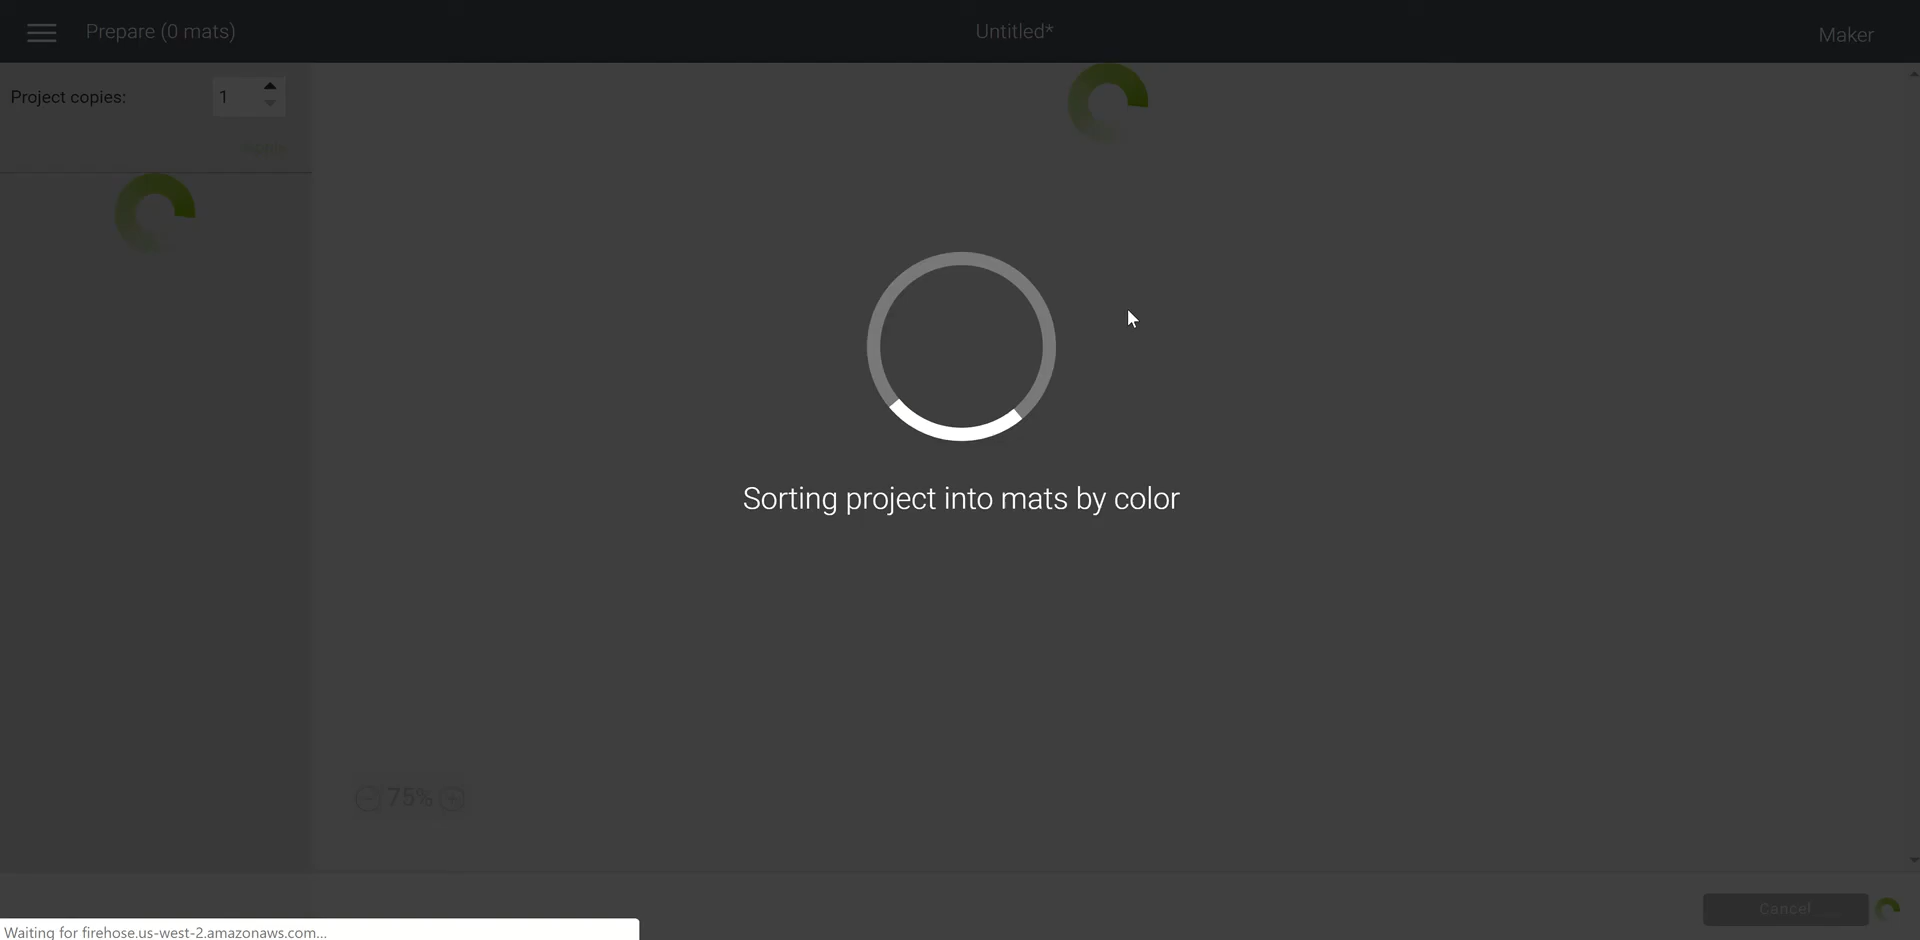 Prepare (0 mats)
Untitled*
Maker
Project copies:
1
Apply
Sorting project into mats by color
75%
Cancel
Waiting for firehose.us-west-2.amazonaws.com...